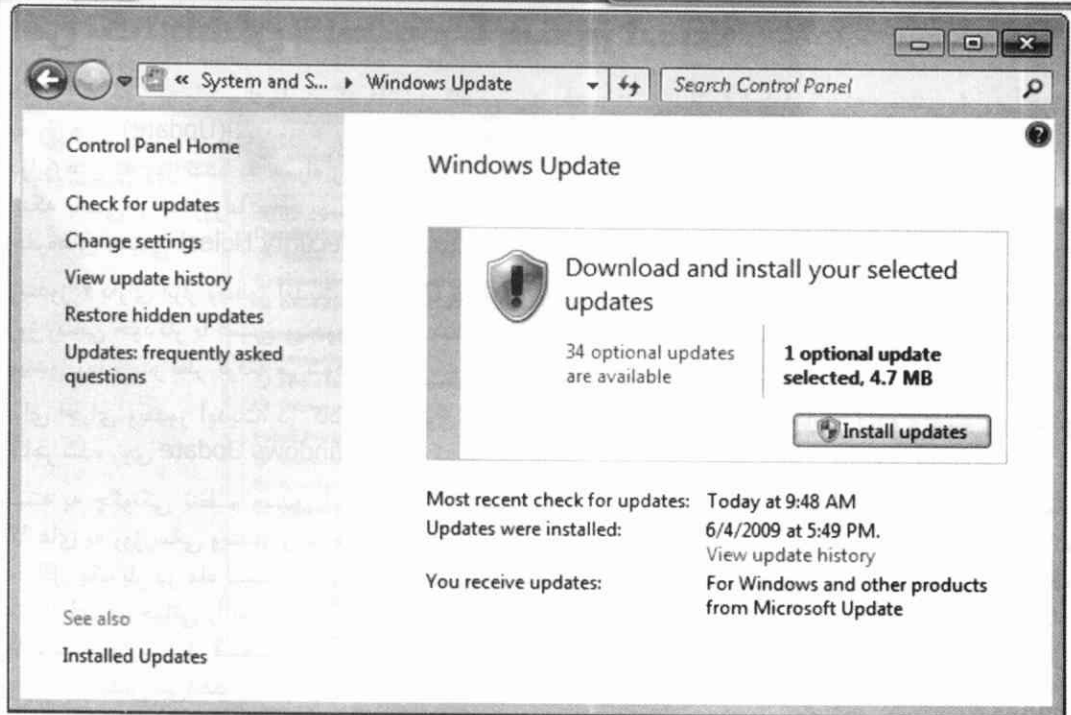 « System and S... ▸ Windows Update
Search Control Panel
Control Panel Home
Check for updates
Change settings
View update history
Restore hidden updates
Updates: frequently asked
questions
See also
Installed Updates
Windows Update
Download and install your selected
updates
34 optional updates
are available
1 optional update
selected, 4.7 MB
Install updates
Most recent check for updates: Today at 9:48 AM
Updates were installed: 6/4/2009 at 5:49 PM.
View update history
You receive updates: For Windows and other products
from Microsoft Update